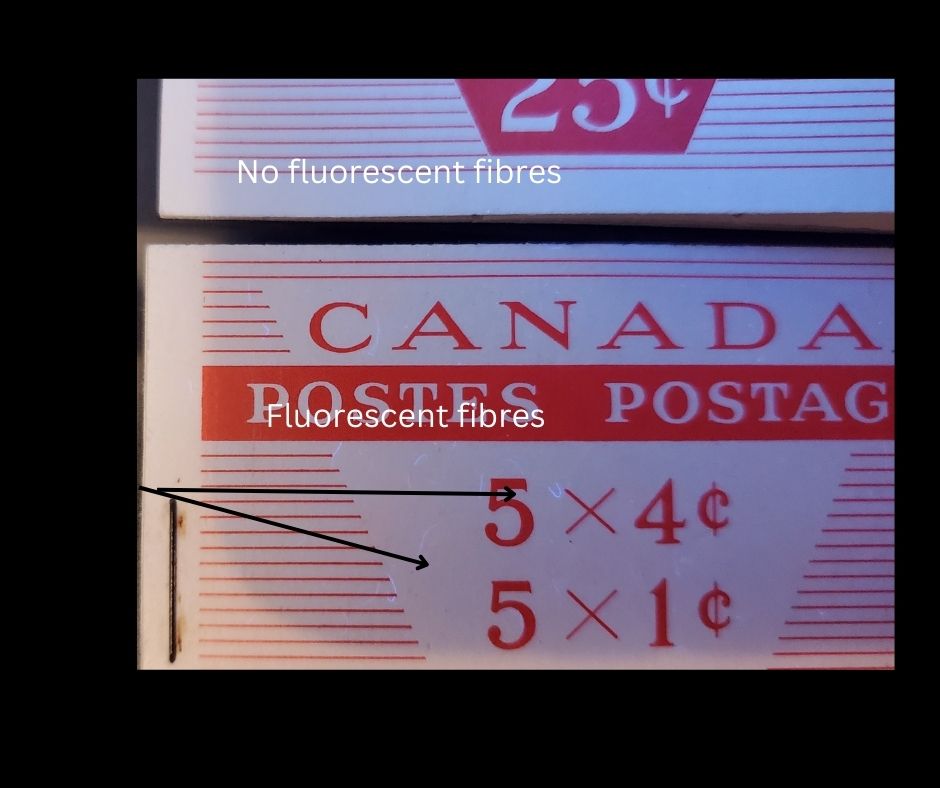 25¢
No fluorescent fibres
CANADA
POSTES POSTAG
Fluorescent fibres
5 × 4¢
5 × 1¢